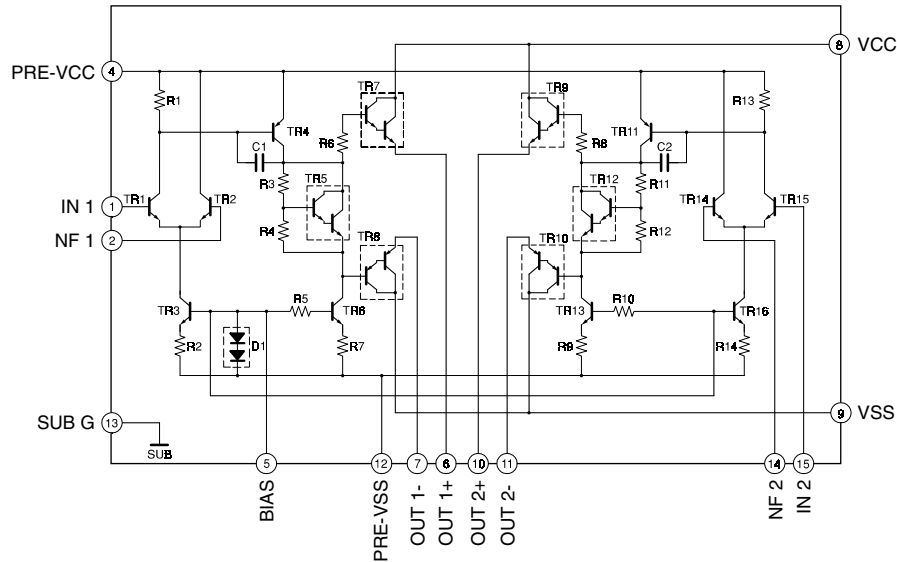 8 VCC
PRE-VCC 4
TR7
TR9
R1
R13
TR4
TR11
R6
R8
C1
C2
R3
TR5
TR12
R11
IN 1 1
TR1
TR2
TR14
TR15
NF 1 2
R4
R12
TR8
TR10
TR3
R5
TR6
TR13
R10
TR16
R2
D1
R7
R9
R14
9 VSS
SUB G 13
SUB
5
12
7
6
10
11
14
15
BIAS
PRE-VSS
OUT 1-
OUT 1+
OUT 2+
OUT 2-
NF 2
IN 2